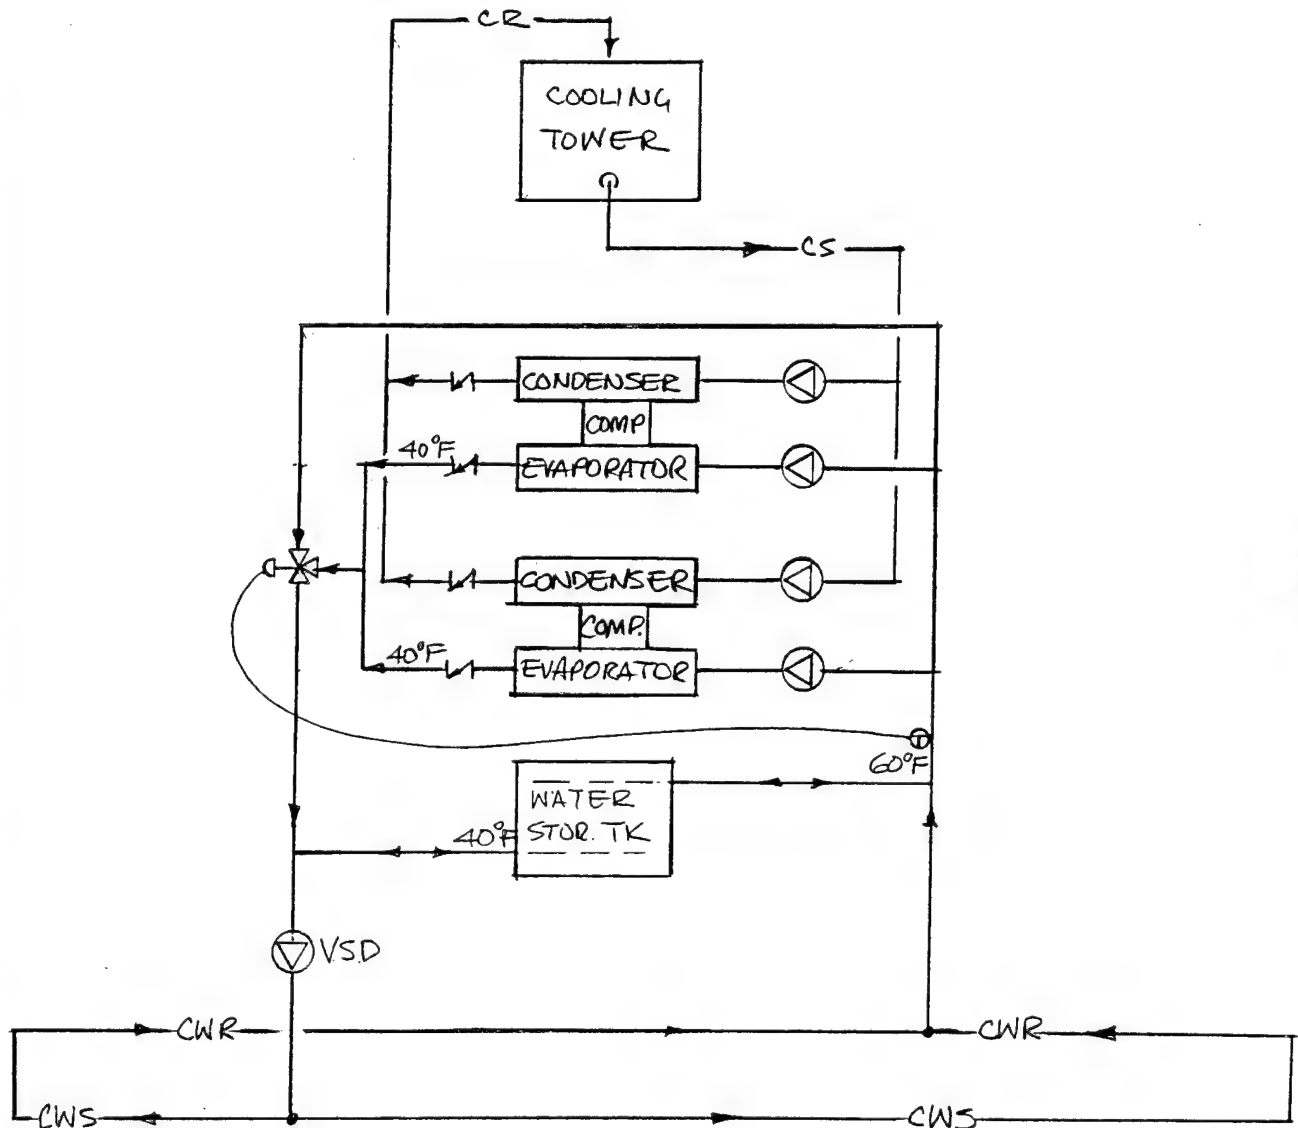 CR
COOLING
TOWER
CS
CONDENSER
COMP
40°F
EVAPORATOR
CONDENSER
COMP.
40°F
EVAPORATOR
T
60°F
WATER
40°F
STOR. TK
V.S.D
CWR
CWR
CWS
CWS